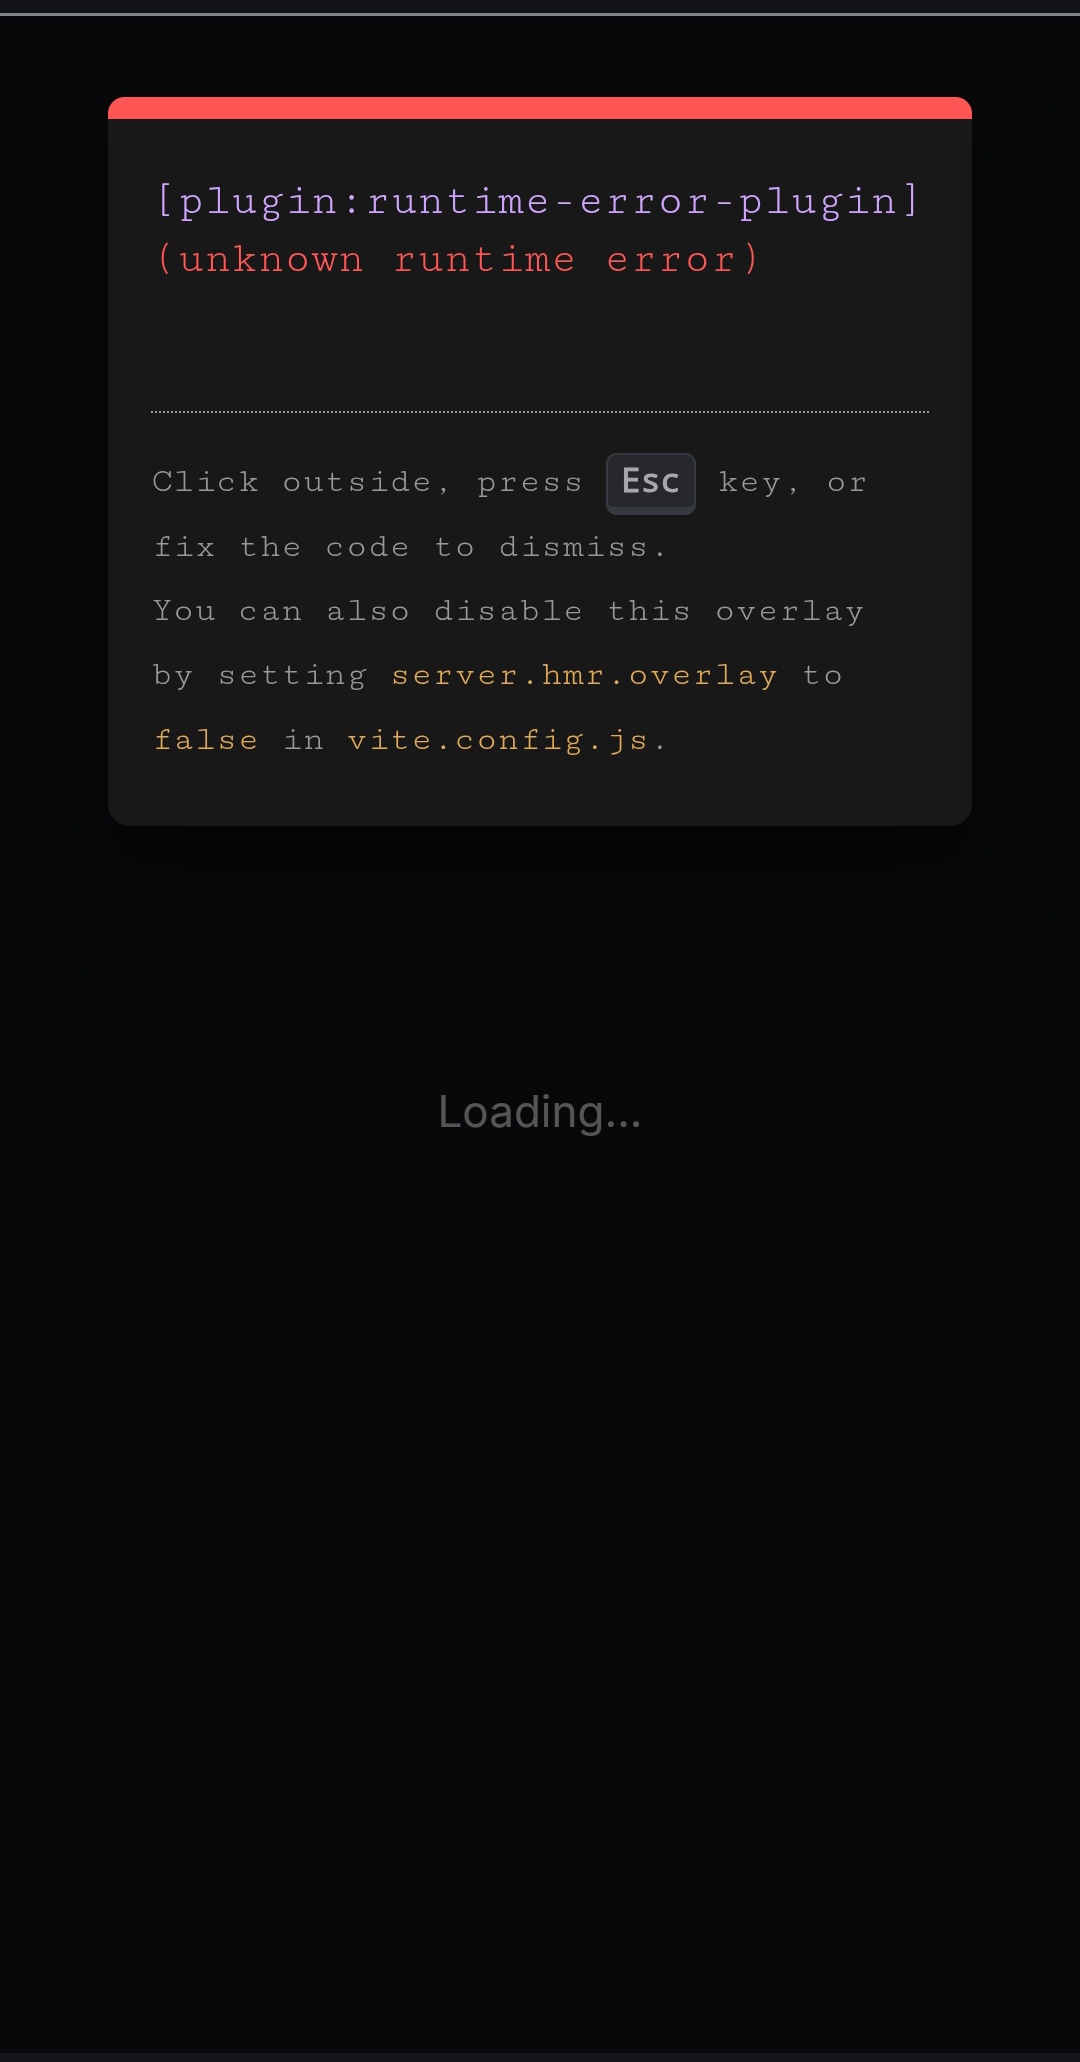 [plugin:runtime-error-plugin]
(unknown runtime error)
Click outside, press Esc key, or
fix the code to dismiss.
You can also disable this overlay
by setting server.hmr.overlay to
false in vite.config.js.
Loading...